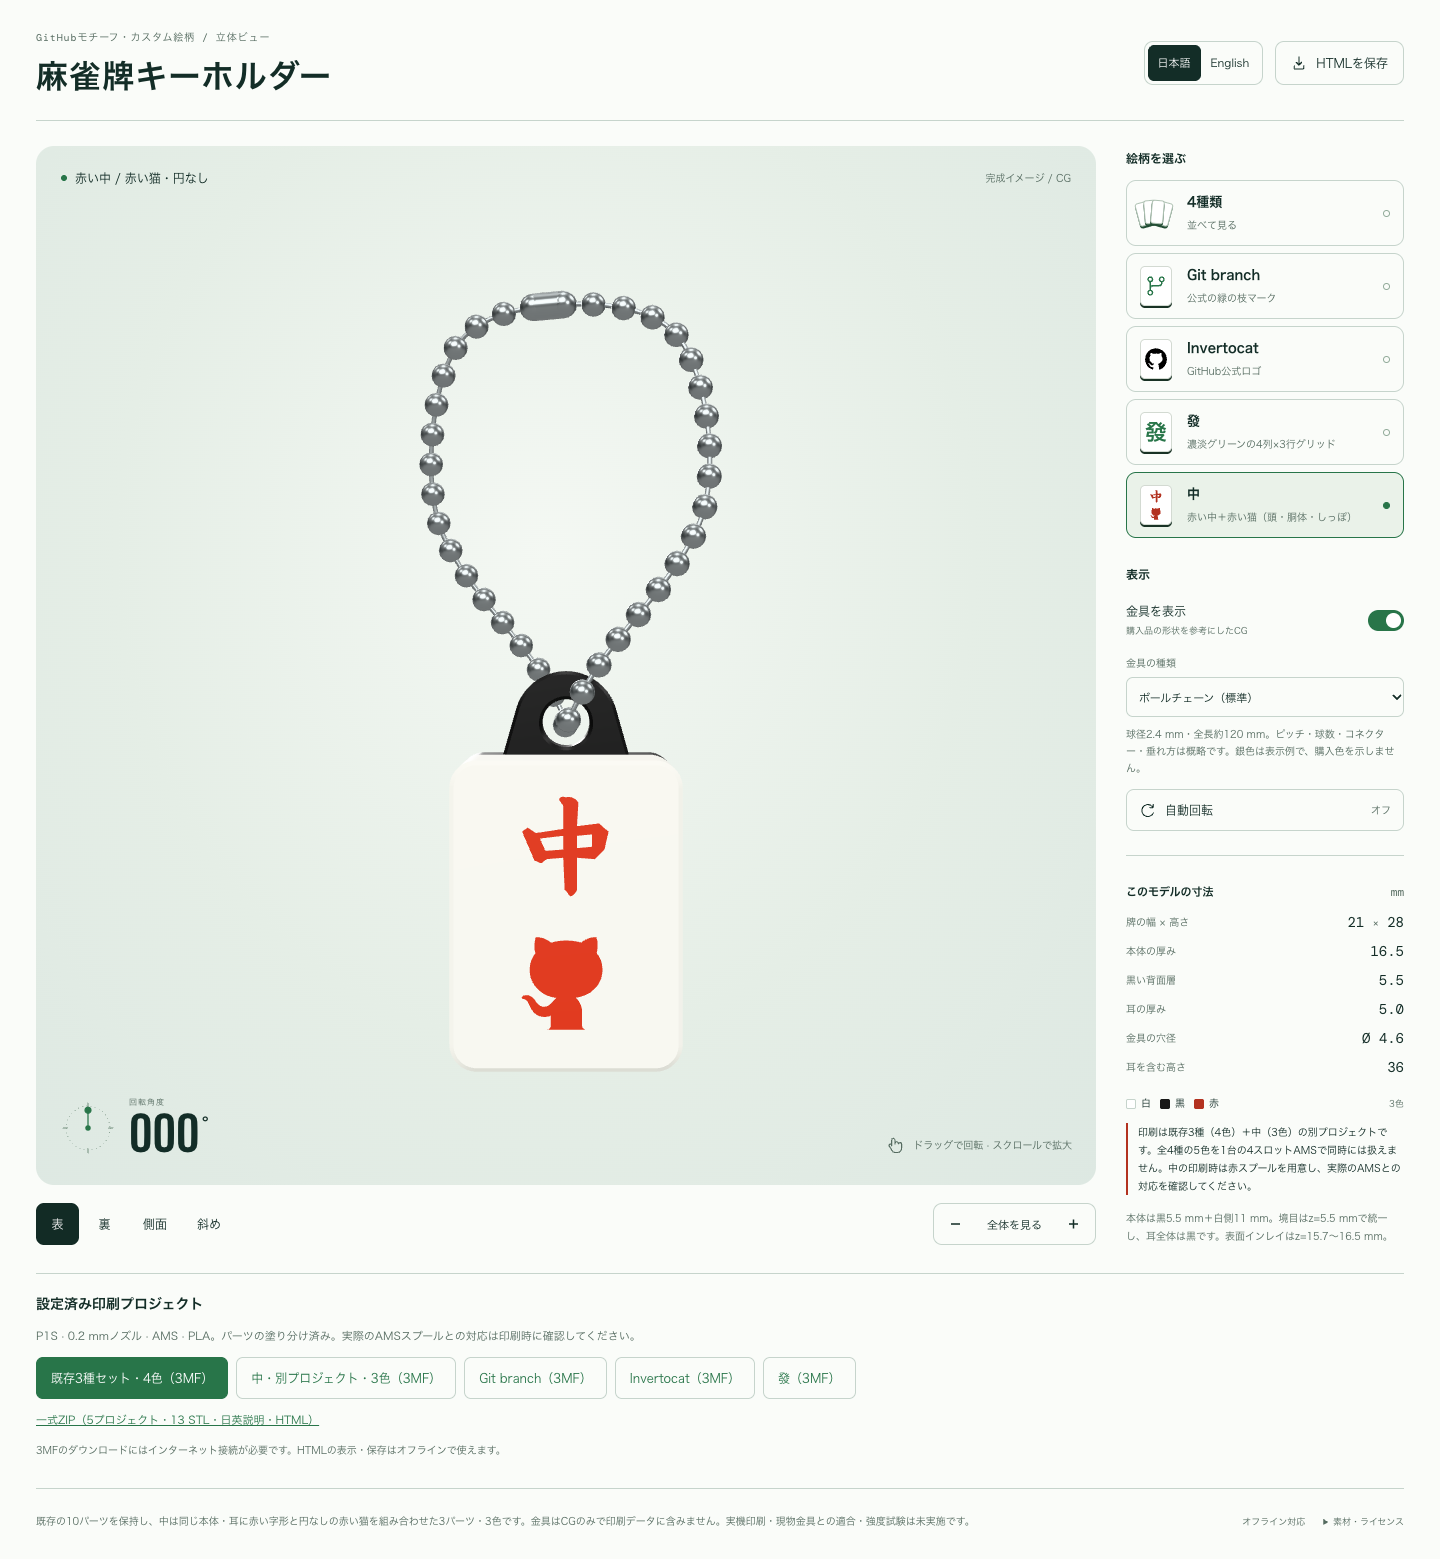 GitHubモチーフ・カスタム絵柄 / 立体ビュー
麻雀牌キーホルダー
日本語
English
HTMLを保存
赤い中 / 赤い猫・円なし
完成イメージ / CG
中
回転角度
000°
ドラッグで回転 · スクロールで拡大
表
裏
側面
斜め
−
全体を見る
+
絵柄を選ぶ
4種類
並べて見る
Git branch
公式の緑の枝マーク
Invertocat
GitHub公式ロゴ
發
發
濃淡グリーンの4列×3行グリッド
中
中
赤い中＋赤い猫（頭・胴体・しっぽ）
表示
金具を表示
購入品の形状を参考にしたCG
金具の種類
ボールチェーン（標準）
球径2.4 mm・全長約120 mm。ピッチ・球数・コネクタ
ー・垂れ方は概略です。銀色は表示例で、購入色を示しませ
ん。
自動回転
オフ
このモデルの寸法
mm
牌の幅 × 高さ
21 × 28
本体の厚み
16.5
黒い背面層
5.5
耳の厚み
5.0
金具の穴径
Ø 4.6
耳を含む高さ
36
白
黒
赤
3色
印刷は既存3種（4色）＋中（3色）の別プロジェクトで
す。全4種の5色を1台の4スロットAMSで同時には扱えま
せん。中の印刷時は赤スプールを用意し、実際のAMSとの
対応を確認してください。
本体は黒5.5 mm＋白側11 mm。境目はz=5.5 mmで統一
し、耳全体は黒です。表面インレイはz=15.7〜16.5 mm。
設定済み印刷プロジェクト
P1S · 0.2 mmノズル · AMS · PLA。パーツの塗り分け済み。実際のAMSスプールとの対応は印刷時に確認してください。
既存3種セット・4色（3MF）
中・別プロジェクト・3色（3MF）
Git branch（3MF）
Invertocat（3MF）
發（3MF）
一式ZIP（5プロジェクト・13 STL・日英説明・HTML）
3MFのダウンロードにはインターネット接続が必要です。HTMLの表示・保存はオフラインで使えます。
既存の10パーツを保持し、中は同じ本体・耳に赤い字形と円なしの赤い猫を組み合わせた3パーツ・3色です。金具はCGのみで印刷データに含みません。実機印刷・現物金具との適合・強度試験は未実施です。
オフライン対応
▶ 素材・ライセンス